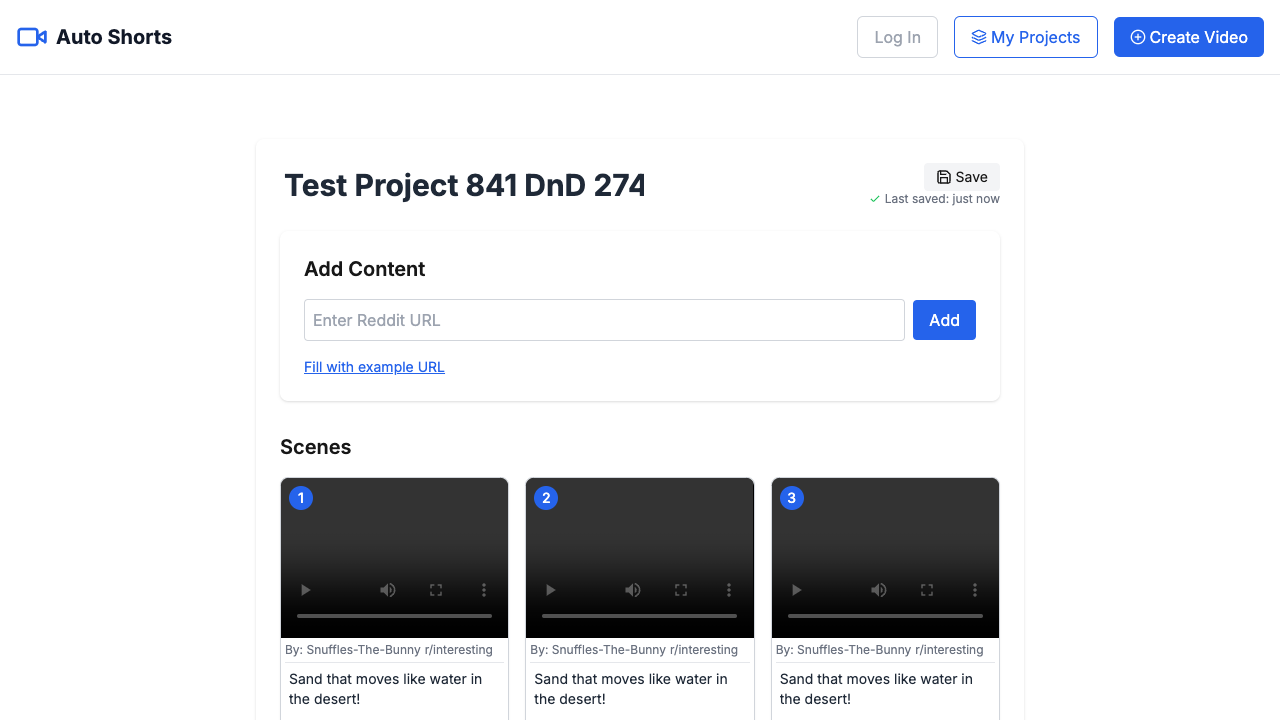 Auto Shorts
Log In
My Projects
Create Video
Test Project 841 DnD 274
Save
Last saved: just now
Add Content
Enter Reddit URL
Add
Fill with example URL
Scenes
1
2
3
By: Snuffles-The-Bunny r/interesting
By: Snuffles-The-Bunny r/interesting
By: Snuffles-The-Bunny r/interesting
Sand that moves like water in
the desert!
Sand that moves like water in
the desert!
Sand that moves like water in
the desert!